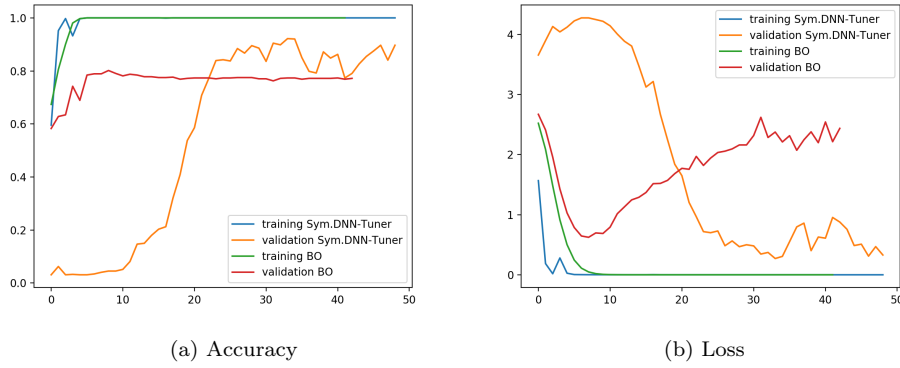 1.0
0.8
0.6
0.4
0.2
0.0
0
10
20
30
40
50
training Sym.DNN-Tuner
validation Sym.DNN-Tuner
training BO
validation BO
(a) Accuracy
4
3
2
1
0
0
10
20
30
40
50
training Sym.DNN-Tuner
validation Sym.DNN-Tuner
training BO
validation BO
(b) Loss